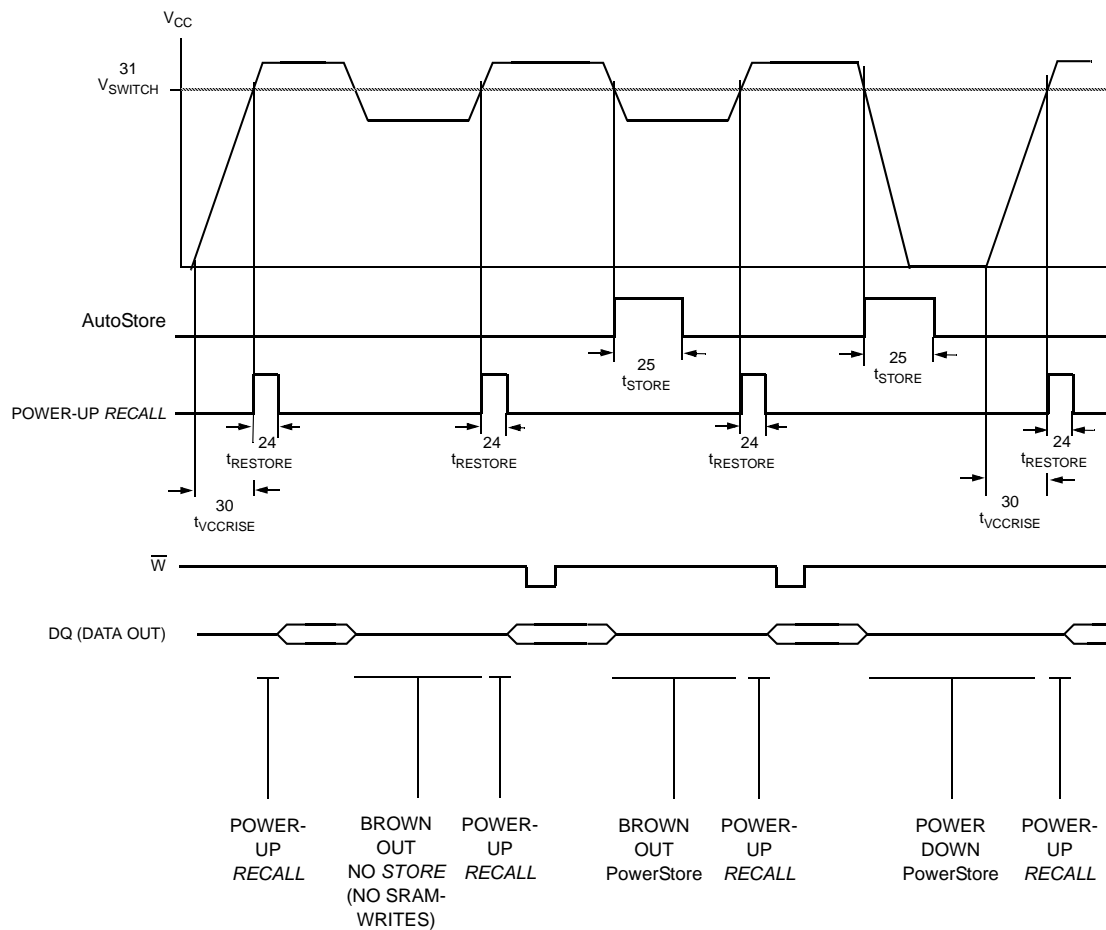 VCC
31
VSWITCH
AutoStore
25
tSTORE
25
tSTORE
POWER-UP RECALL
24
tRESTORE
24
tRESTORE
24
tRESTORE
24
tRESTORE
30
tVCCRISE
30
tVCCRISE
W
DQ (DATA OUT)
POWER-
UP
RECALL
BROWN
OUT
NO STORE
(NO SRAM-
WRITES)
POWER-
UP
RECALL
BROWN
OUT
PowerStore
POWER-
UP
RECALL
POWER
DOWN
PowerStore
POWER-
UP
RECALL